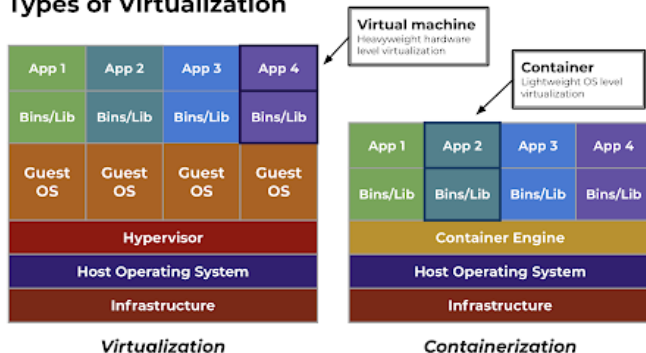 Types of Virtualization
Virtual machine
Heavyweight hardware
level virtualization
Container
Lightweight OS level
virtualization
App 1 App 2 App 3 App 4
Bins/Lib Bins/Lib Bins/Lib Bins/Lib
Guest OS Guest OS Guest OS Guest OS
Hypervisor
Host Operating System
Infrastructure
Virtualization
App 1 App 2 App 3 App 4
Bins/Lib Bins/Lib Bins/Lib Bins/Lib
Container Engine
Host Operating System
Infrastructure
Containerization